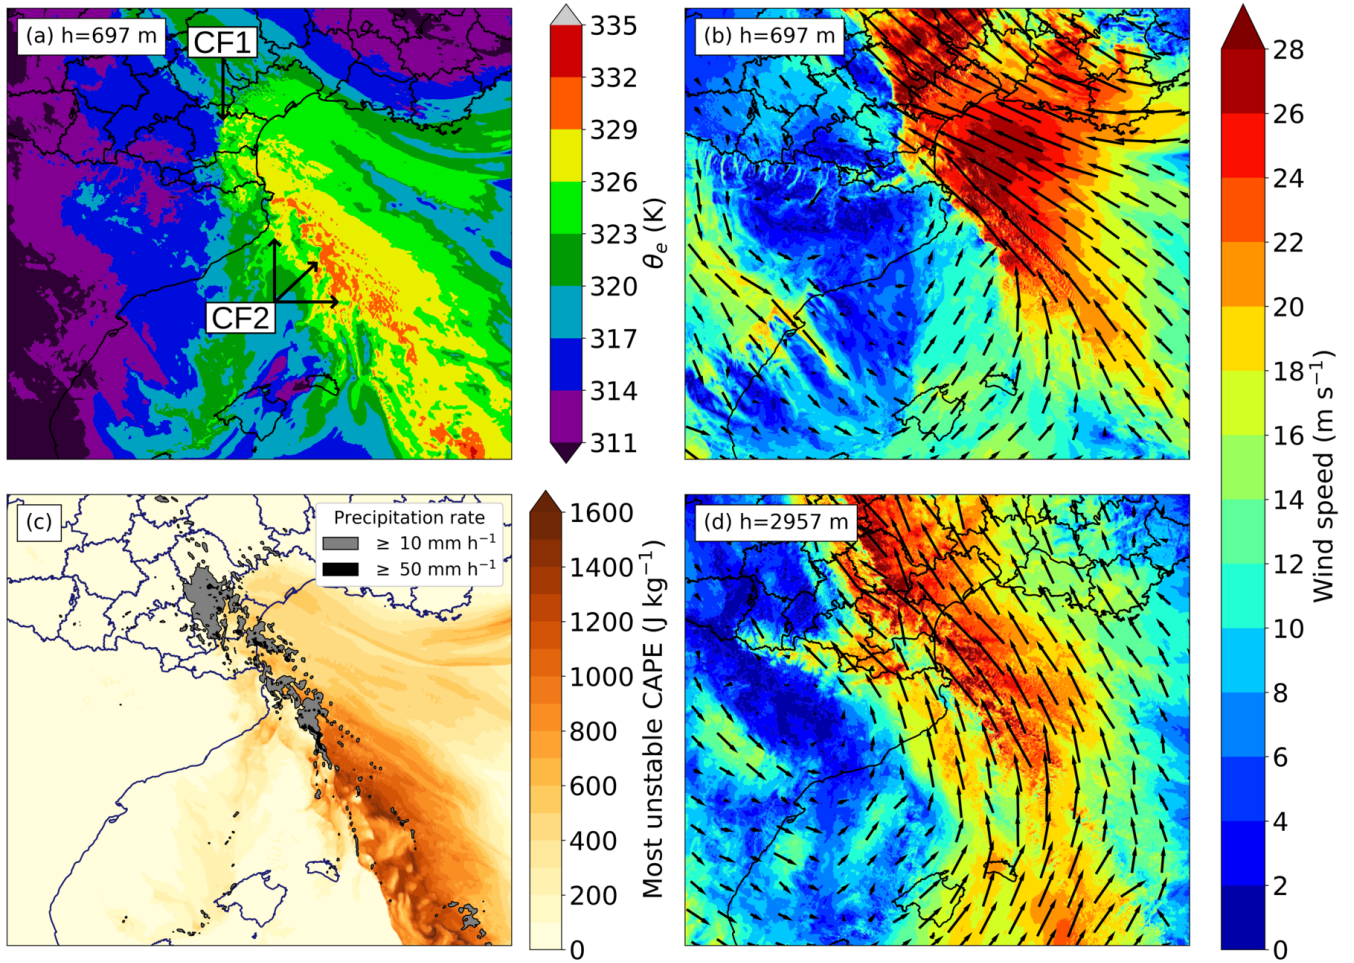 (a) h=697 m
CF1
CF2
335
332
329
326
323
320
317
314
311
θe (K)
(b) h=697 m
28
26
24
22
20
18
16
14
12
10
8
6
4
2
0
Wind speed (m s−1)
(c)
Precipitation rate
≥ 10 mm h−1
≥ 50 mm h−1
1600
1400
1200
1000
800
600
400
200
0
Most unstable CAPE (J kg−1)
(d) h=2957 m